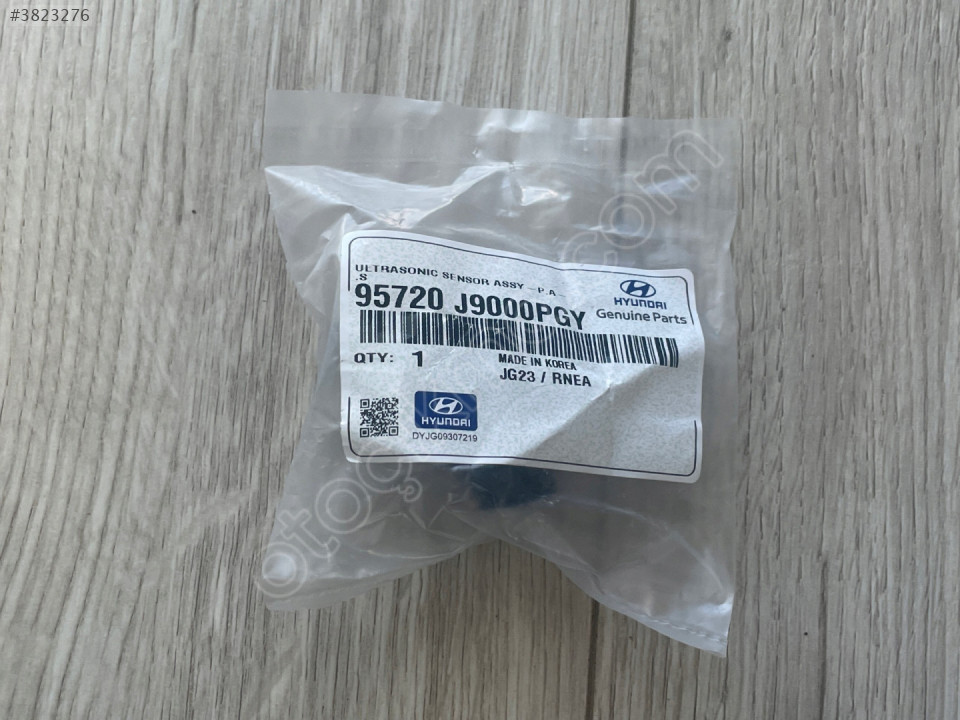 #3823276
ULTRASONIC SENSOR ASSY -P.A
.S
95720 J9000PGY
HYUNDAI
Genuine Parts
QTY: 1
MADE IN KOREA
JG23 / RNEA
HYUNDAI
DYJG09307219